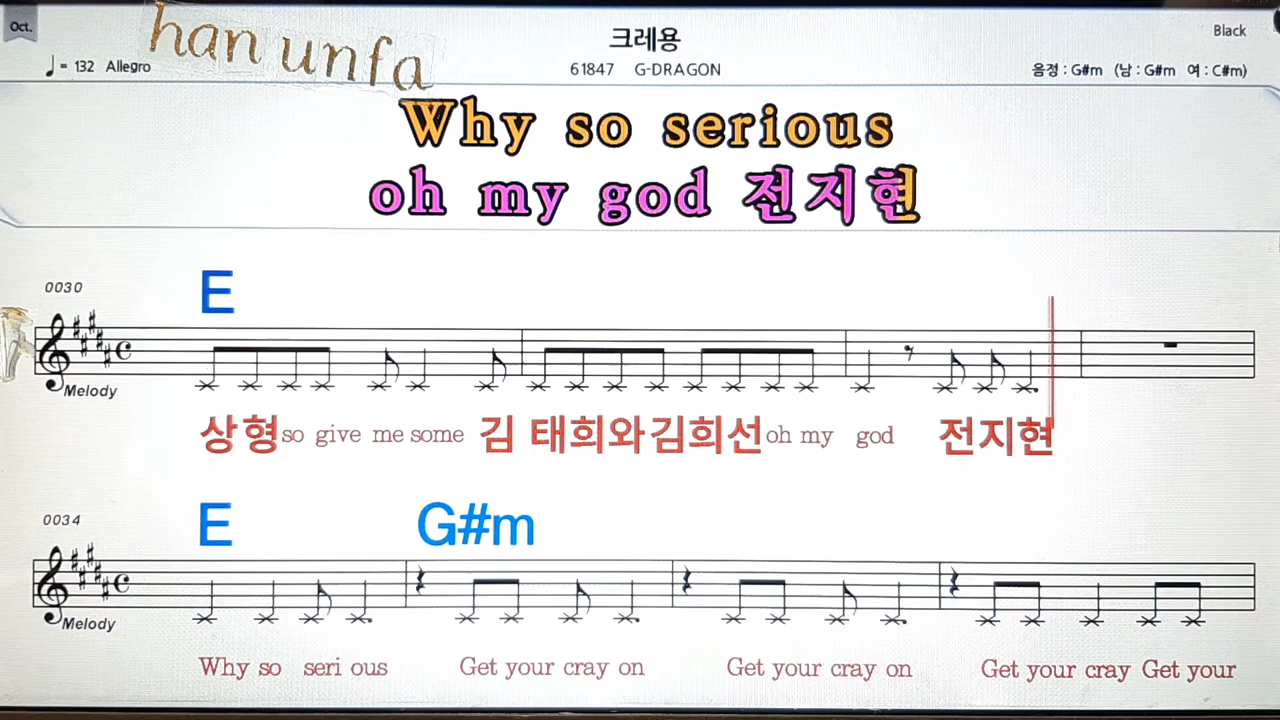 Oct.
han unfa
크레용
Black
♩= 132 Allegro
61847 G-DRAGON
음정 : G#m (남 : G#m 여 : C#m)
Why so serious
oh my god 전지현
0030
E
Melody
상형so give me some 김 태희와김희선oh my god 전지현
0034
E G#m
Melody
Why so seri ous Get your cray on Get your cray on Get your cray Get your